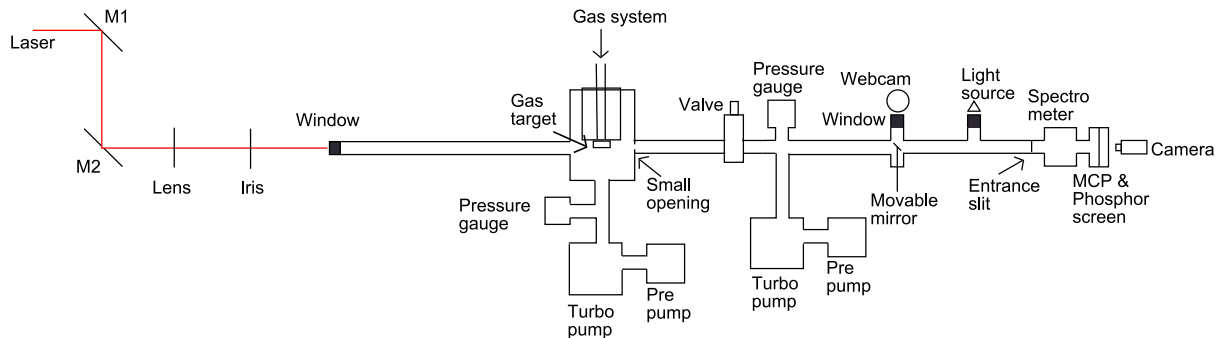 M1
Laser
M2
Lens
Iris
Window
Gas system
Gas
target
Pressure
gauge
Small
opening
Turbo
pump
Pre
pump
Valve
Pressure
gauge
Webcam
Window
Light
source
Spectro
meter
Camera
Movable
mirror
Entrance
slit
MCP &
Phosphor
screen
Turbo
pump
Pre
pump